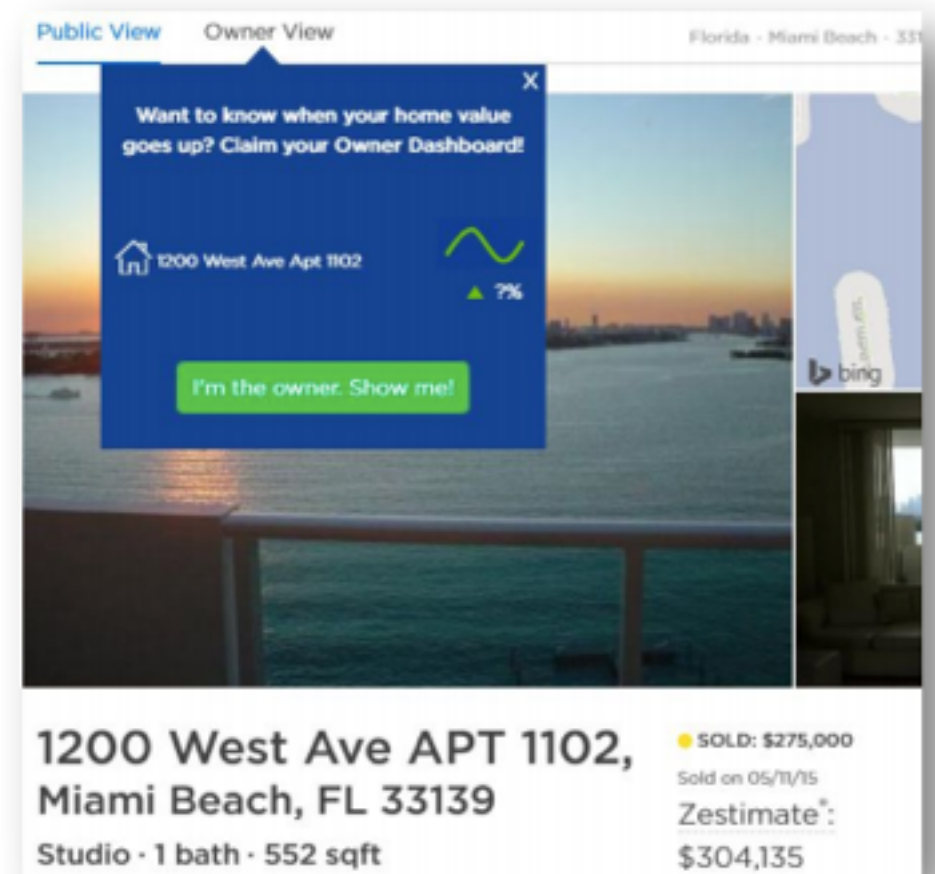 Public View Owner View
Florida · Miami Beach · 331
X
Want to know when your home value
goes up? Claim your Owner Dashboard!
1200 West Ave Apt 1102
▲ ?%
I'm the owner. Show me!
bing
1200 West Ave APT 1102,
Miami Beach, FL 33139
Studio · 1 bath · 552 sqft
SOLD: $275,000
Sold on 05/11/15
Zestimate®:
$304,135